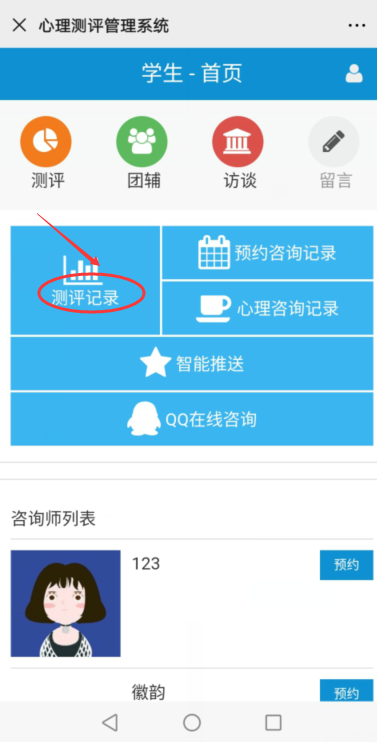 心理测评管理系统
学生 - 首页
测评
团辅
访谈
留言
测评记录
预约咨询记录
心理咨询记录
智能推送
QQ在线咨询
咨询师列表
123
预约
徽韵
预约